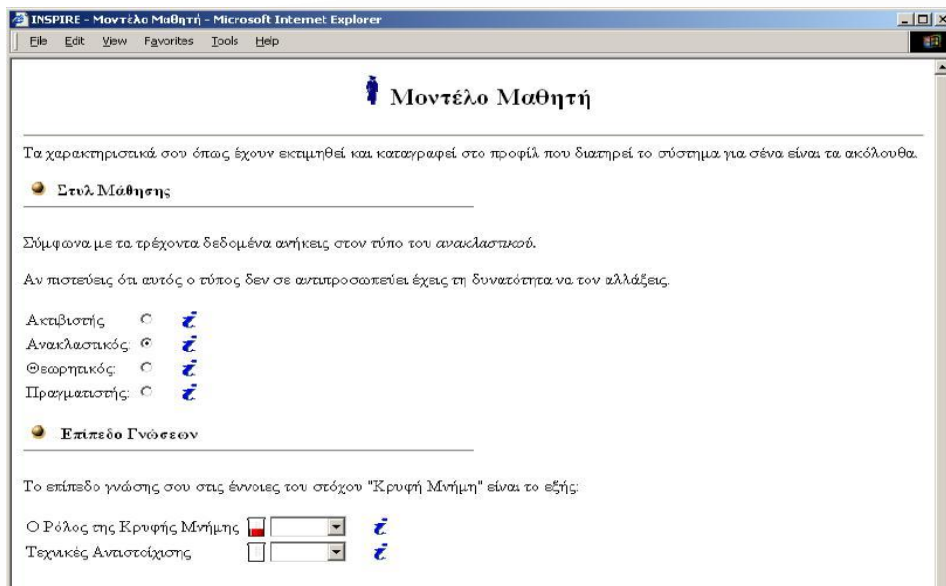 INSPIRE - Μοντέλο Μαθητή - Microsoft Internet Explorer
File Edit View Favorites Tools Help
Μοντέλο Μαθητή
Τα χαρακτηριστικά σου όπως έχουν εκτιμηθεί και καταγραφεί στο προφίλ που διατηρεί το σύστημα για σένα είναι τα ακόλουθα.
Στυλ Μάθησης
Σύμφωνα με τα τρέχοντα δεδομένα ανήκεις στον τύπο του ανακλαστικού.
Αν πιστεύεις ότι αυτός ο τύπος δεν σε αντιπροσωπεύει έχεις τη δυνατότητα να τον αλλάξεις.
Ακτιβιστής
Ανακλαστικός:
Θεωρητικός:
Πραγματιστής:
Επίπεδο Γνώσεων
Το επίπεδο γνώσης σου στις έννοιες του στόχου "Κρυφή Μνήμη" είναι το εξής:
Ο Ρόλος της Κρυφής Μνήμης
Τεχνικές Αντιστοίχισης